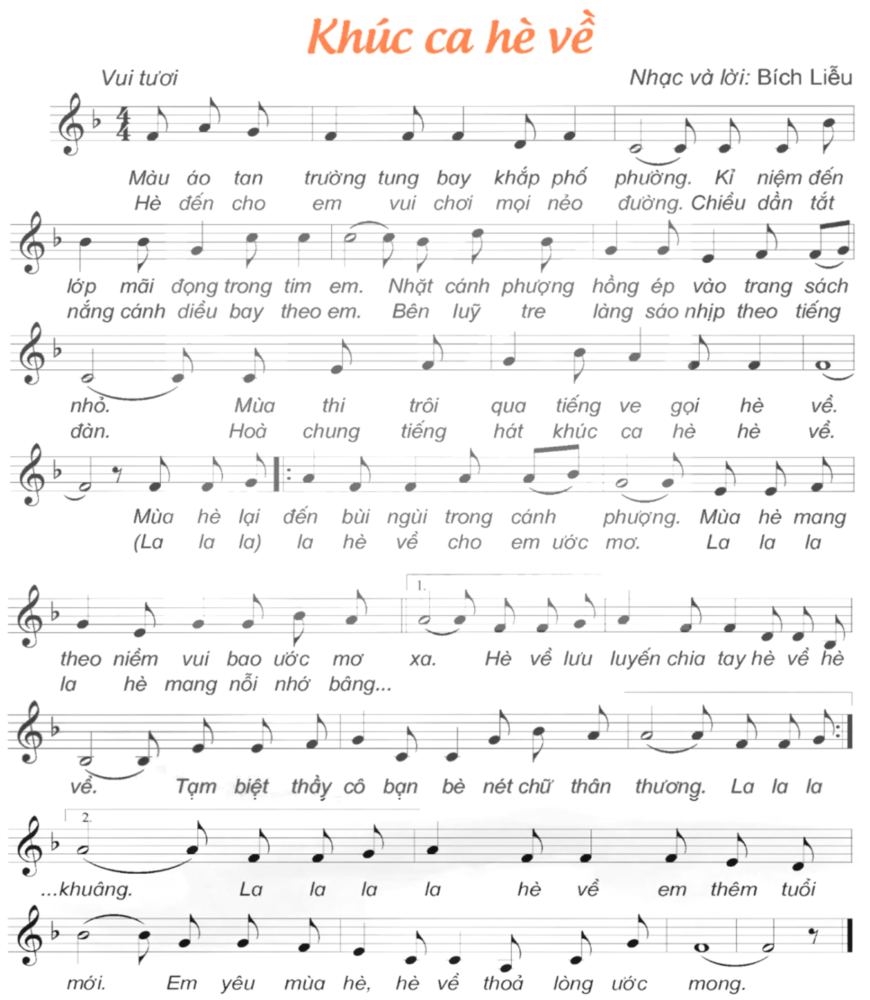 Khúc ca hè về
Vui tươi
Nhạc và lời: Bích Liễu
Màu áo tan trường tung bay khắp phố phường. Kỉ niệm đến
Hè đến cho em vui chơi mọi nẻo đường. Chiều dần tắt
lớp mãi đọng trong tim em. Nhặt cánh phượng hồng ép vào trang sách
nắng cánh diều bay theo em. Bên luỹ tre làng sáo nhịp theo tiếng
nhỏ. Mùa thi trôi qua tiếng ve gọi hè về.
đàn. Hoà chung tiếng hát khúc ca hè hè về.
Mùa hè lại đến bùi ngùi trong cánh phượng. Mùa hè mang
(La la la) la hè về cho em ước mơ. La la la
1.
theo niềm vui bao ước mơ xa. Hè về lưu luyến chia tay hè về hè
la hè mang nỗi nhớ bâng...
về. Tạm biệt thầy cô bạn bè nét chữ thân thương. La la la
2.
...khuâng. La la la la hè về em thêm tuổi
mới. Em yêu mùa hè, hè về thoả lòng ước mong.